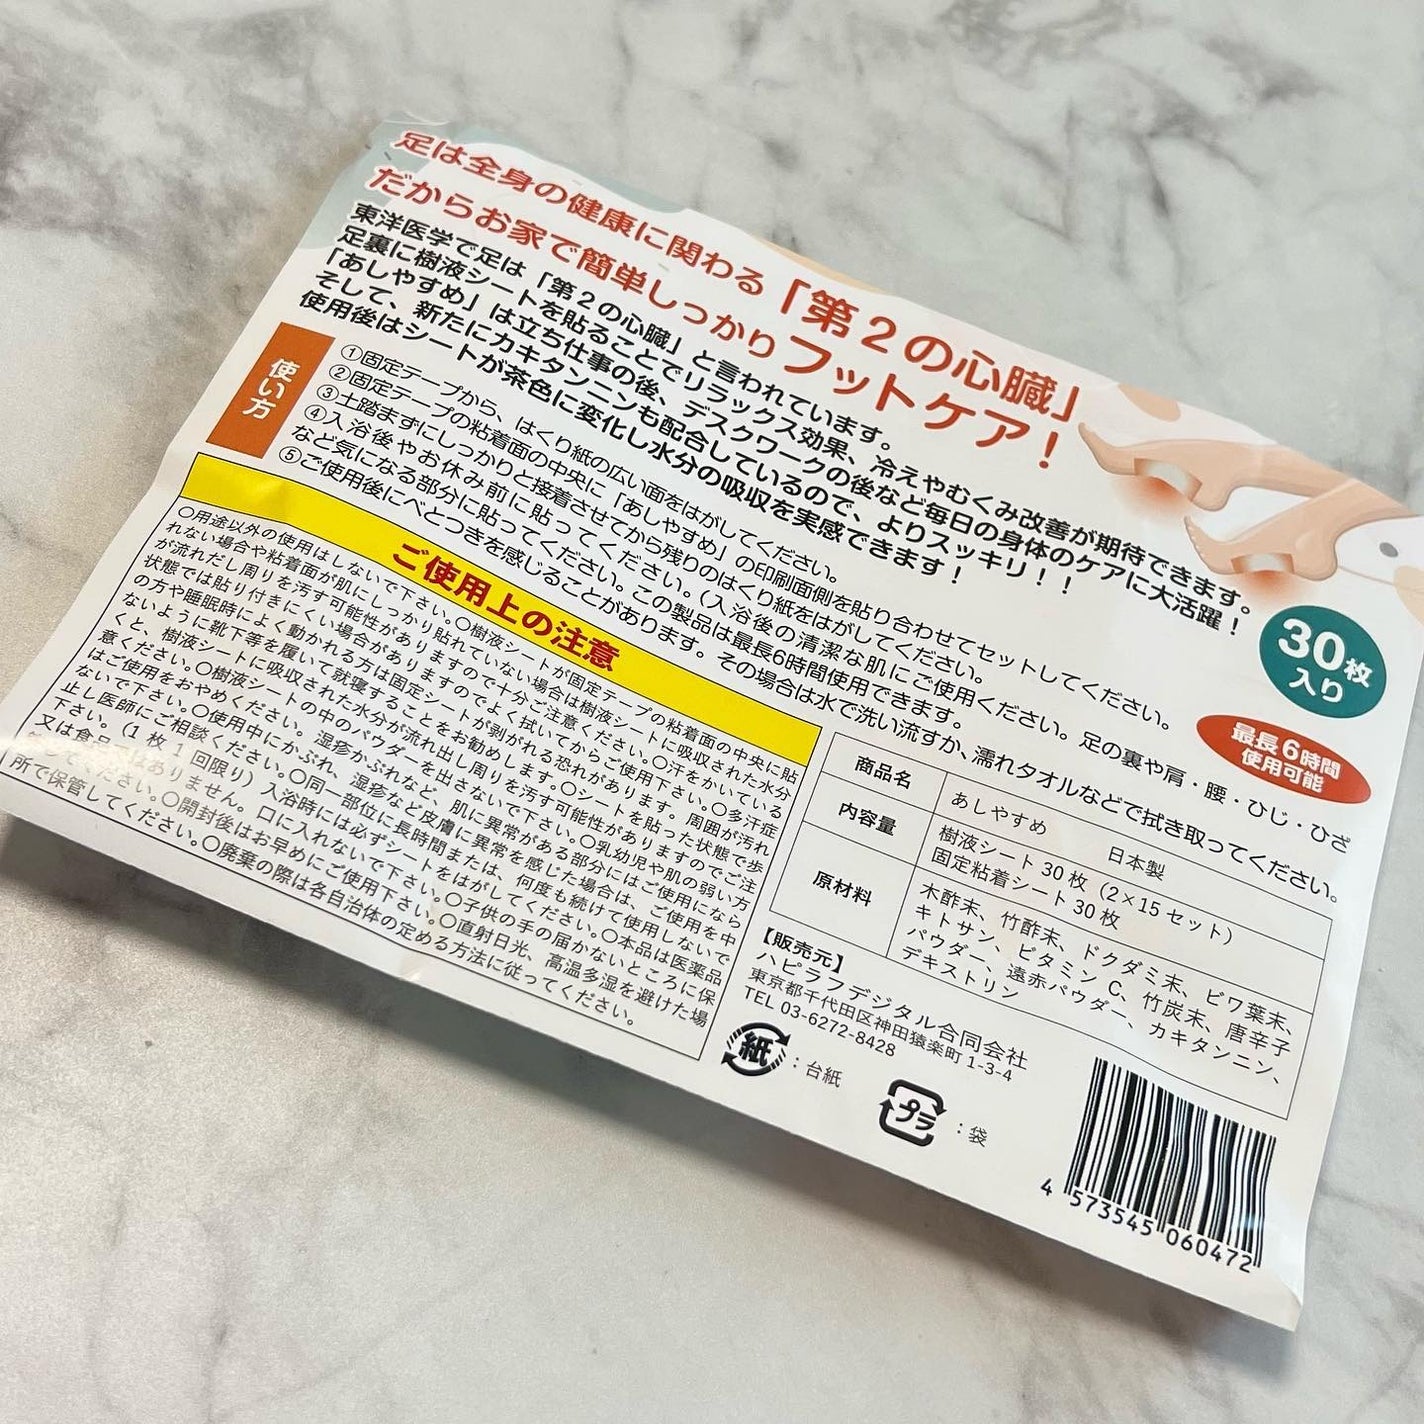 足は全身の健康に関わる「第2の心臓」
だからお家で簡単しっかりフットケア!
東洋医学で足は「第2の心臓」と言われています。
足裏に樹液シートを貼ることでリラックス効果、冷えやむくみ改善が期待できます。
「あしやすめ」は立ち仕事の後、デスクワークの後など毎日の身体のケアに大活躍!
そして、新たにカキタンニンも配合しているので、よりスッキリ!!
使用後はシートが茶色に変化し水分の吸収を実感できます!
使い方
①固定テープから、はくり紙の広い面をはがしてください。
②固定テープの粘着面の中央に「あしやすめ」の印刷面側を貼り合わせてセットしてください。
③土踏まずにしっかりと接着させてから残りのはくり紙をはがしてください。
④入浴後やお休み前に貼ってください。(入浴後の清潔な肌にご使用ください。足の裏や肩・腰・ひじ・ひざ
など気になる部分に貼ってください。この製品は最長6時間使用できます。
⑤ご使用後にべとつきを感じることがあります。その場合は水で洗い流すか、濡れタオルなどで拭き取ってください。
30枚
入り
最長6時間
使用可能
ご使用上の注意
○用途以外の使用はしないで下さい。○樹液シートが固定テープの粘着面の中央に貼
れない場合や粘着面が肌にしっかり貼れていない場合は樹液シートに吸収された水分
が流れだし周りを汚す可能性がありますので十分ご注意ください。○汗をかいている
状態では貼り付きにくい場合がありますのでよく拭いてからご使用下さい。○多汗症
の方や睡眠時によく動かれる方は固定シートが剥がれる恐れがあります。周囲が汚れ
ないように靴下等を履いて就寝することをお勧めします。○シートを貼った状態で歩
くと、樹液シートに吸収された水分が流れ出し周りを汚す可能性がありますのでご注
意ください。○樹液シートの中のパウダーを出さないで下さい。○乳幼児や肌の弱い方
はご使用をおやめください。湿疹かぶれなど、肌に異常がある部分にはご使用になら
ないで下さい。○使用中にかぶれ、湿疹など皮膚に異常を感じた場合は、ご使用を中
止し医師にご相談ください。○同一部位に長時間または、何度も続けて使用しないで
下さい。(1枚1回限り)入浴時には必ずシートをはがしてください。○本品は医薬品
又は食品ではありません。口に入れないで下さい。○子供の手の届かないところに保
してください。○開封後はお早めにご使用下さい。○直射日光、高温多湿を避けた場
所で保管してください。○廃棄の際は各自治体の定める方法に従ってください。
商品名 あしやすめ 日本製
内容量 樹液シート 30枚(2×15セット)
固定粘着シート 30枚
原材料 木酢末、竹酢末、ドクダミ末、ビワ葉末、
キトサン、ビタミンC、竹炭末、唐辛子
パウダー、遠赤パウダー、カキタンニン、
デキストリン
【販売元】
ハピラフデジタル合同会社
東京都千代田区神田猿楽町 1-3-4
TEL 03-6272-8428
紙 :台紙
プラ :袋
4 573545 060472